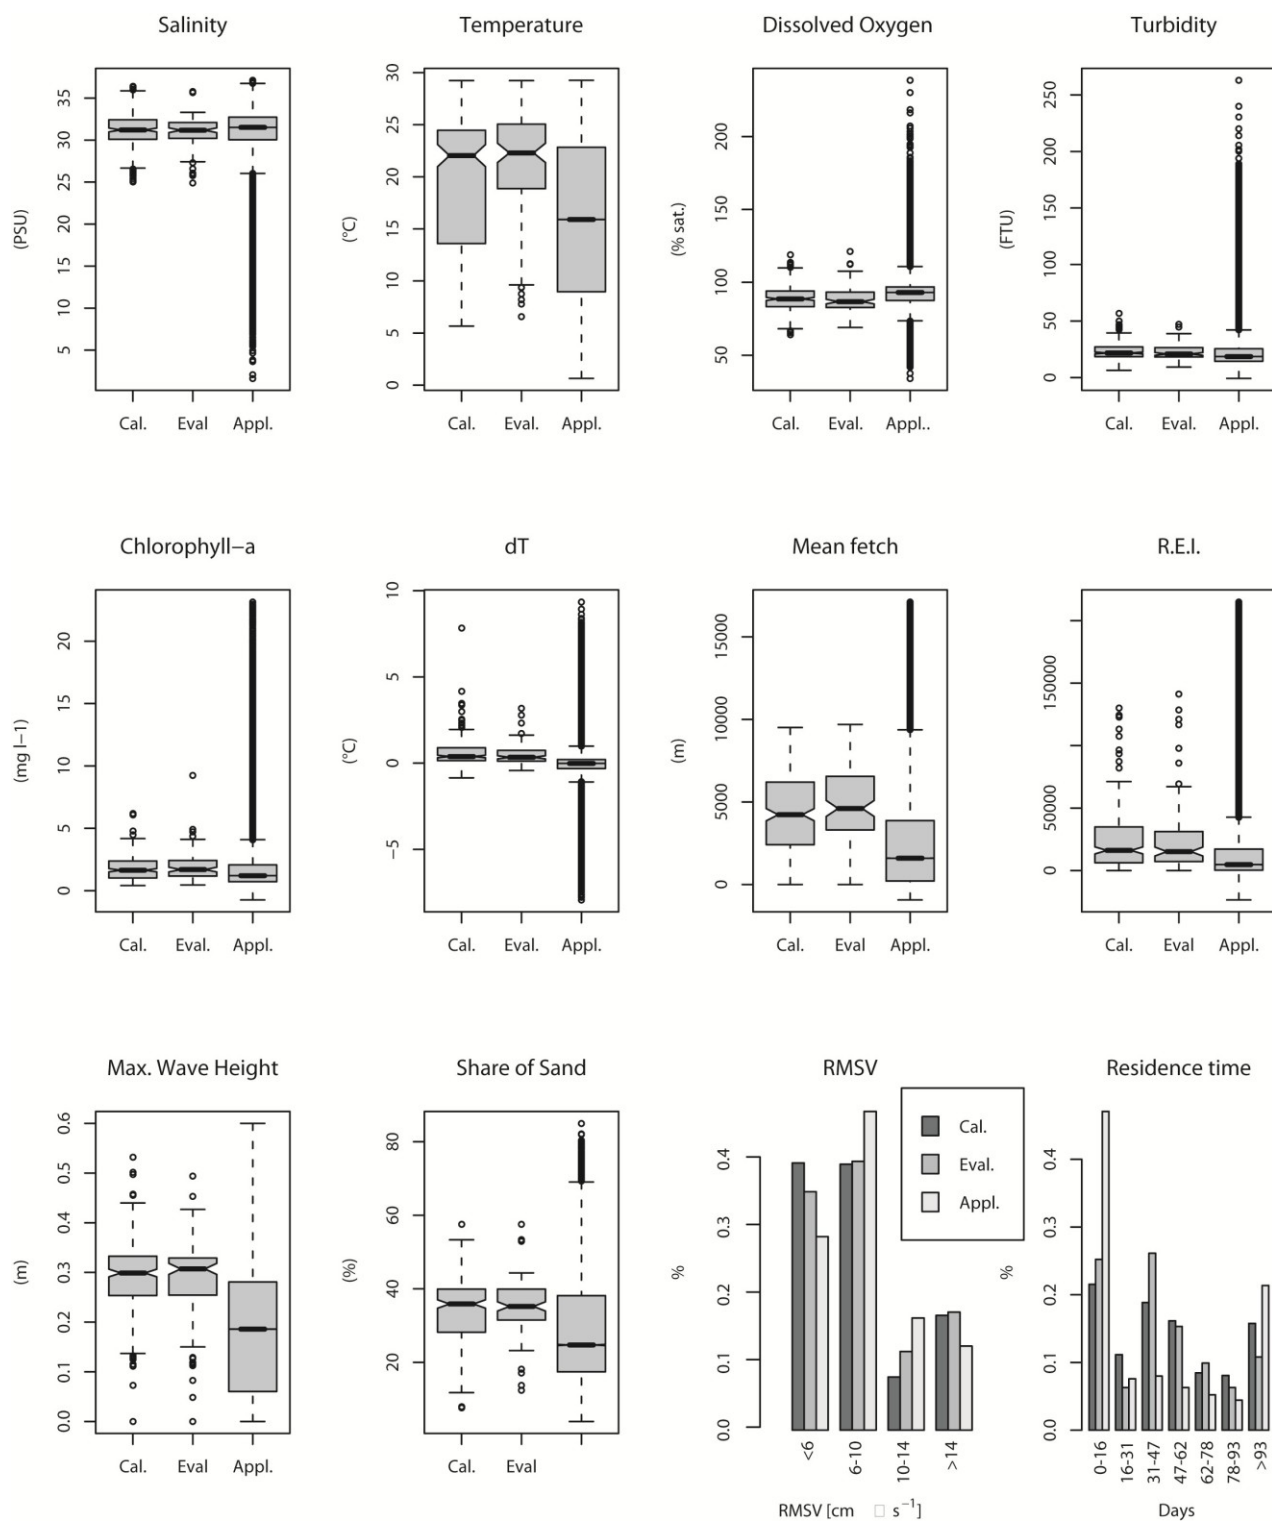 Salinity
(PSU)
35
30
25
20
15
10
5
Cal. Eval Appl.
Temperature
(°C)
30
25
20
15
10
5
0
Cal. Eval. Appl.
Dissolved Oxygen
(% sat.)
200
150
100
50
Cal. Eval. Appl..
Turbidity
(FTU)
250
200
150
100
50
0
Cal. Eval. Appl.
Chlorophyll–a
(mg l−1)
20
15
10
5
0
Cal. Eval. Appl.
dT
(°C)
10
5
0
−5
Cal. Eval. Appl.
Mean fetch
(m)
15000
10000
5000
0
Cal. Eval Appl.
R.E.I.
150000
50000
0
Cal. Eval Appl.
Max. Wave Height
(m)
0.6
0.5
0.4
0.3
0.2
0.1
0.0
Cal. Eval. Appl.
Share of Sand
(%)
80
60
40
20
Cal. Eval
RMSV
%
0.4
0.3
0.2
0.1
0.0
<6 6-10 10-14 >14
RMSV [cm □ s⁻¹]
Cal.
Eval.
Appl.
Residence time
%
0.4
0.3
0.2
0.1
0.0
0-16 16-31 31-47 47-62 62-78 78-93 >93
Days